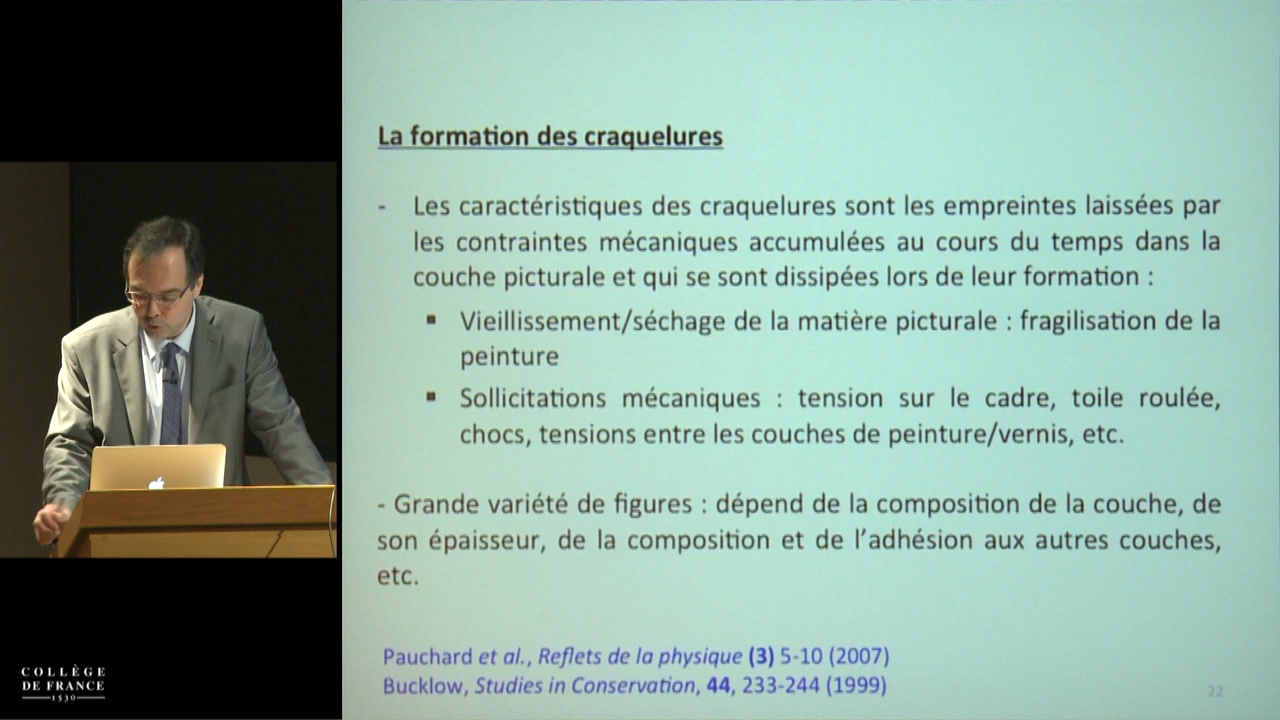 La formation des craquelures
- Les caractéristiques des craquelures sont les empreintes laissées par
les contraintes mécaniques accumulées au cours du temps dans la
couche picturale et qui se sont dissipées lors de leur formation :
▪ Vieillissement/séchage de la matière picturale : fragilisation de la
peinture
▪ Sollicitations mécaniques : tension sur le cadre, toile roulée,
chocs, tensions entre les couches de peinture/vernis, etc.
- Grande variété de figures : dépend de la composition de la couche, de
son épaisseur, de la composition et de l’adhésion aux autres couches,
etc.
Pauchard et al., Reflets de la physique (3) 5-10 (2007)
Bucklow, Studies in Conservation, 44, 233-244 (1999)
22
COLLÈGE
DE FRANCE
1530